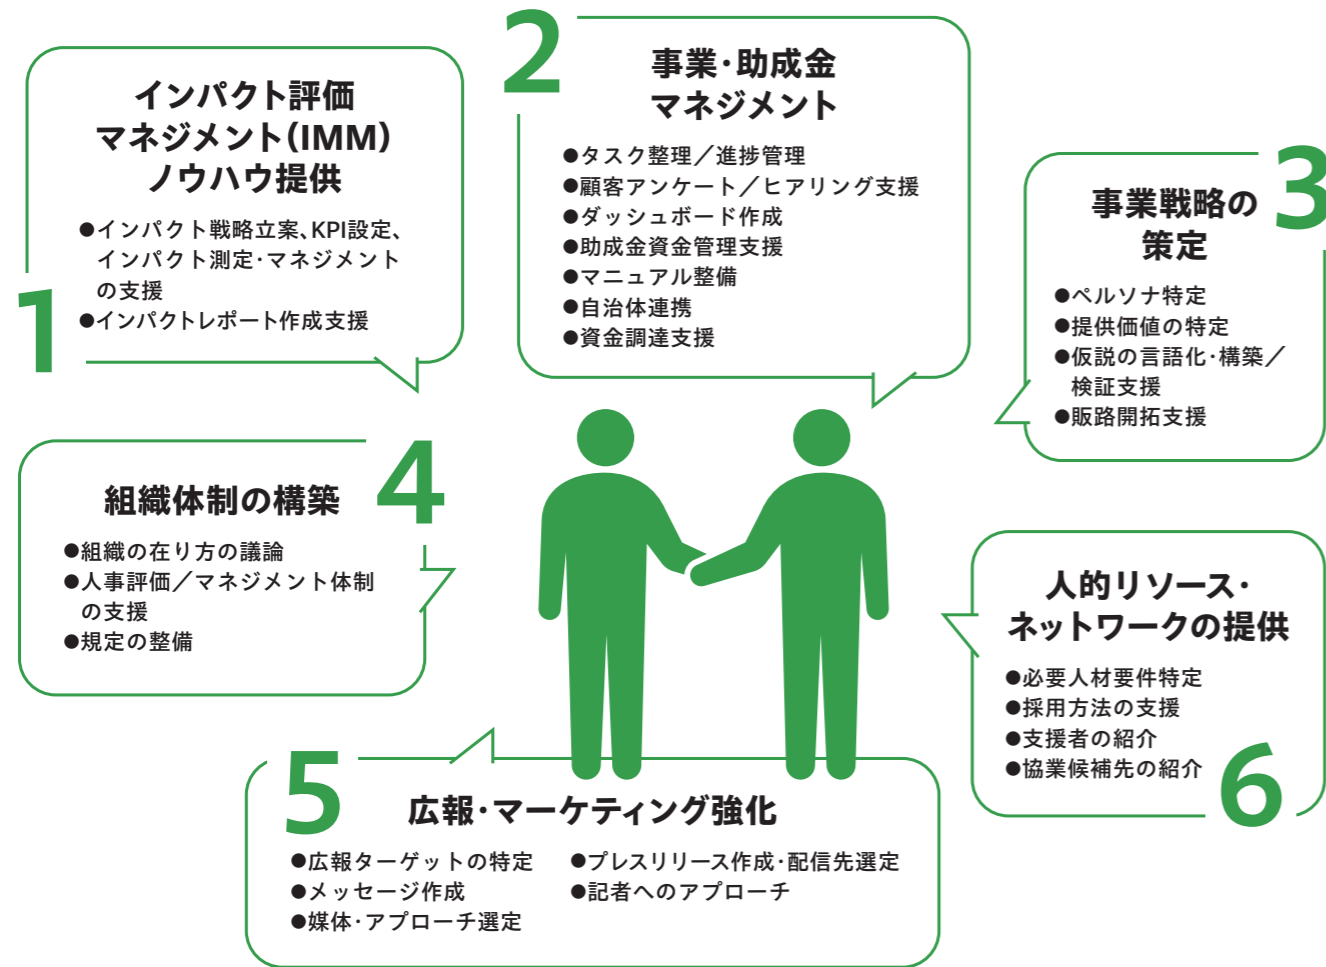 1
インパクト評価
マネジメント(IMM)
ノウハウ提供
●インパクト戦略立案、KPI設定、
インパクト測定・マネジメント
の支援
●インパクトレポート作成支援
2
事業・助成金
マネジメント
●タスク整理／進捗管理
●顧客アンケート／ヒアリング支援
●ダッシュボード作成
●助成金資金管理支援
●マニュアル整備
●自治体連携
●資金調達支援
3
事業戦略の
策定
●ペルソナ特定
●提供価値の特定
●仮説の言語化・構築／
検証支援
●販路開拓支援
4
組織体制の構築
●組織の在り方の議論
●人事評価／マネジメント体制
の支援
●規定の整備
5
広報・マーケティング強化
●広報ターゲットの特定
●メッセージ作成
●媒体・アプローチ選定
●プレスリリース作成・配信先選定
●記者へのアプローチ
6
人的リソース・
ネットワークの提供
●必要人材要件特定
●採用方法の支援
●支援者の紹介
●協業候補先の紹介